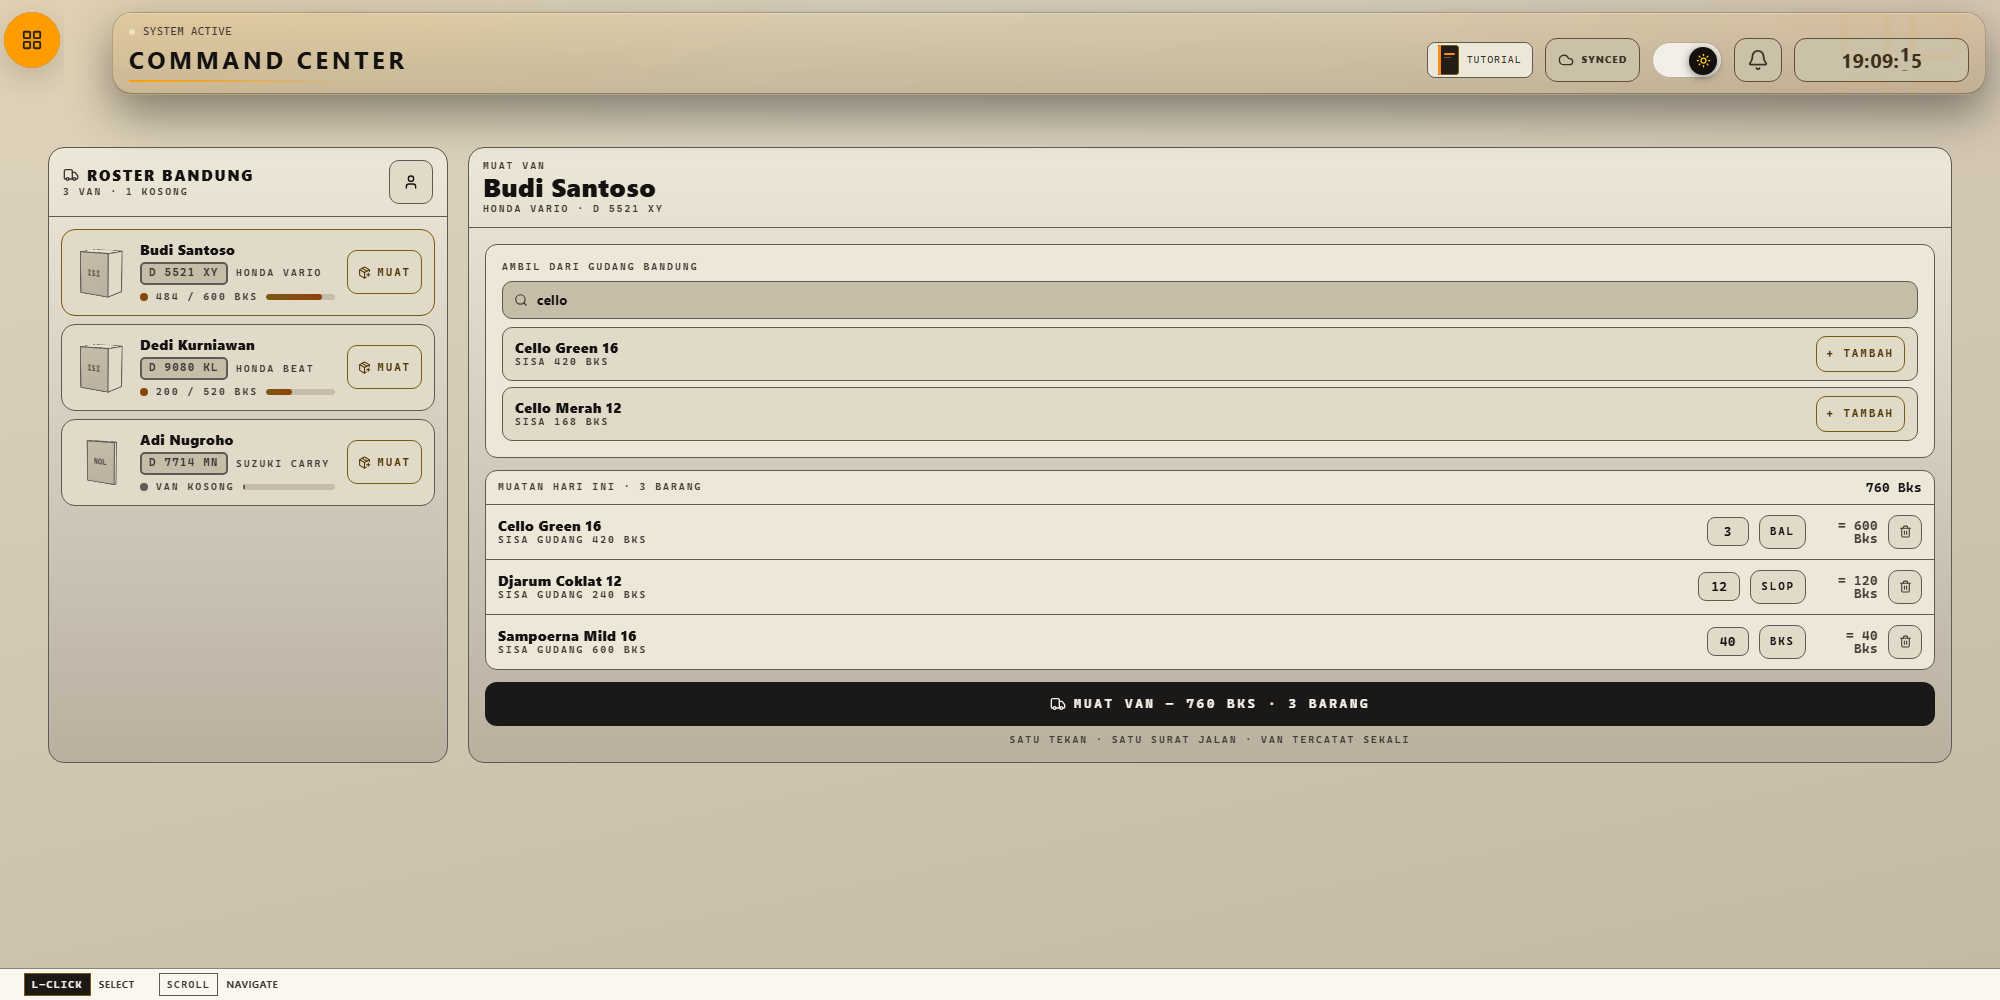 SYSTEM ACTIVE
COMMAND CENTER
TUTORIAL
SYNCED
19:09:15
ROSTER BANDUNG
3 VAN · 1 KOSONG
ISI
Budi Santoso
D 5521 XY HONDA VARIO
484 / 600 BKS
MUAT
ISI
Dedi Kurniawan
D 9080 KL HONDA BEAT
200 / 520 BKS
MUAT
NOL
Adi Nugroho
D 7714 MN SUZUKI CARRY
VAN KOSONG
MUAT
MUAT VAN
Budi Santoso
HONDA VARIO · D 5521 XY
AMBIL DARI GUDANG BANDUNG
cello
Cello Green 16
SISA 420 BKS
+ TAMBAH
Cello Merah 12
SISA 168 BKS
+ TAMBAH
MUATAN HARI INI · 3 BARANG 760 Bks
Cello Green 16
SISA GUDANG 420 BKS
3 BAL = 600 Bks
Djarum Coklat 12
SISA GUDANG 240 BKS
12 SLOP = 120 Bks
Sampoerna Mild 16
SISA GUDANG 600 BKS
40 BKS = 40 Bks
MUAT VAN — 760 BKS · 3 BARANG
SATU TEKAN · SATU SURAT JALAN · VAN TERCATAT SEKALI
L-CLICK SELECT SCROLL NAVIGATE